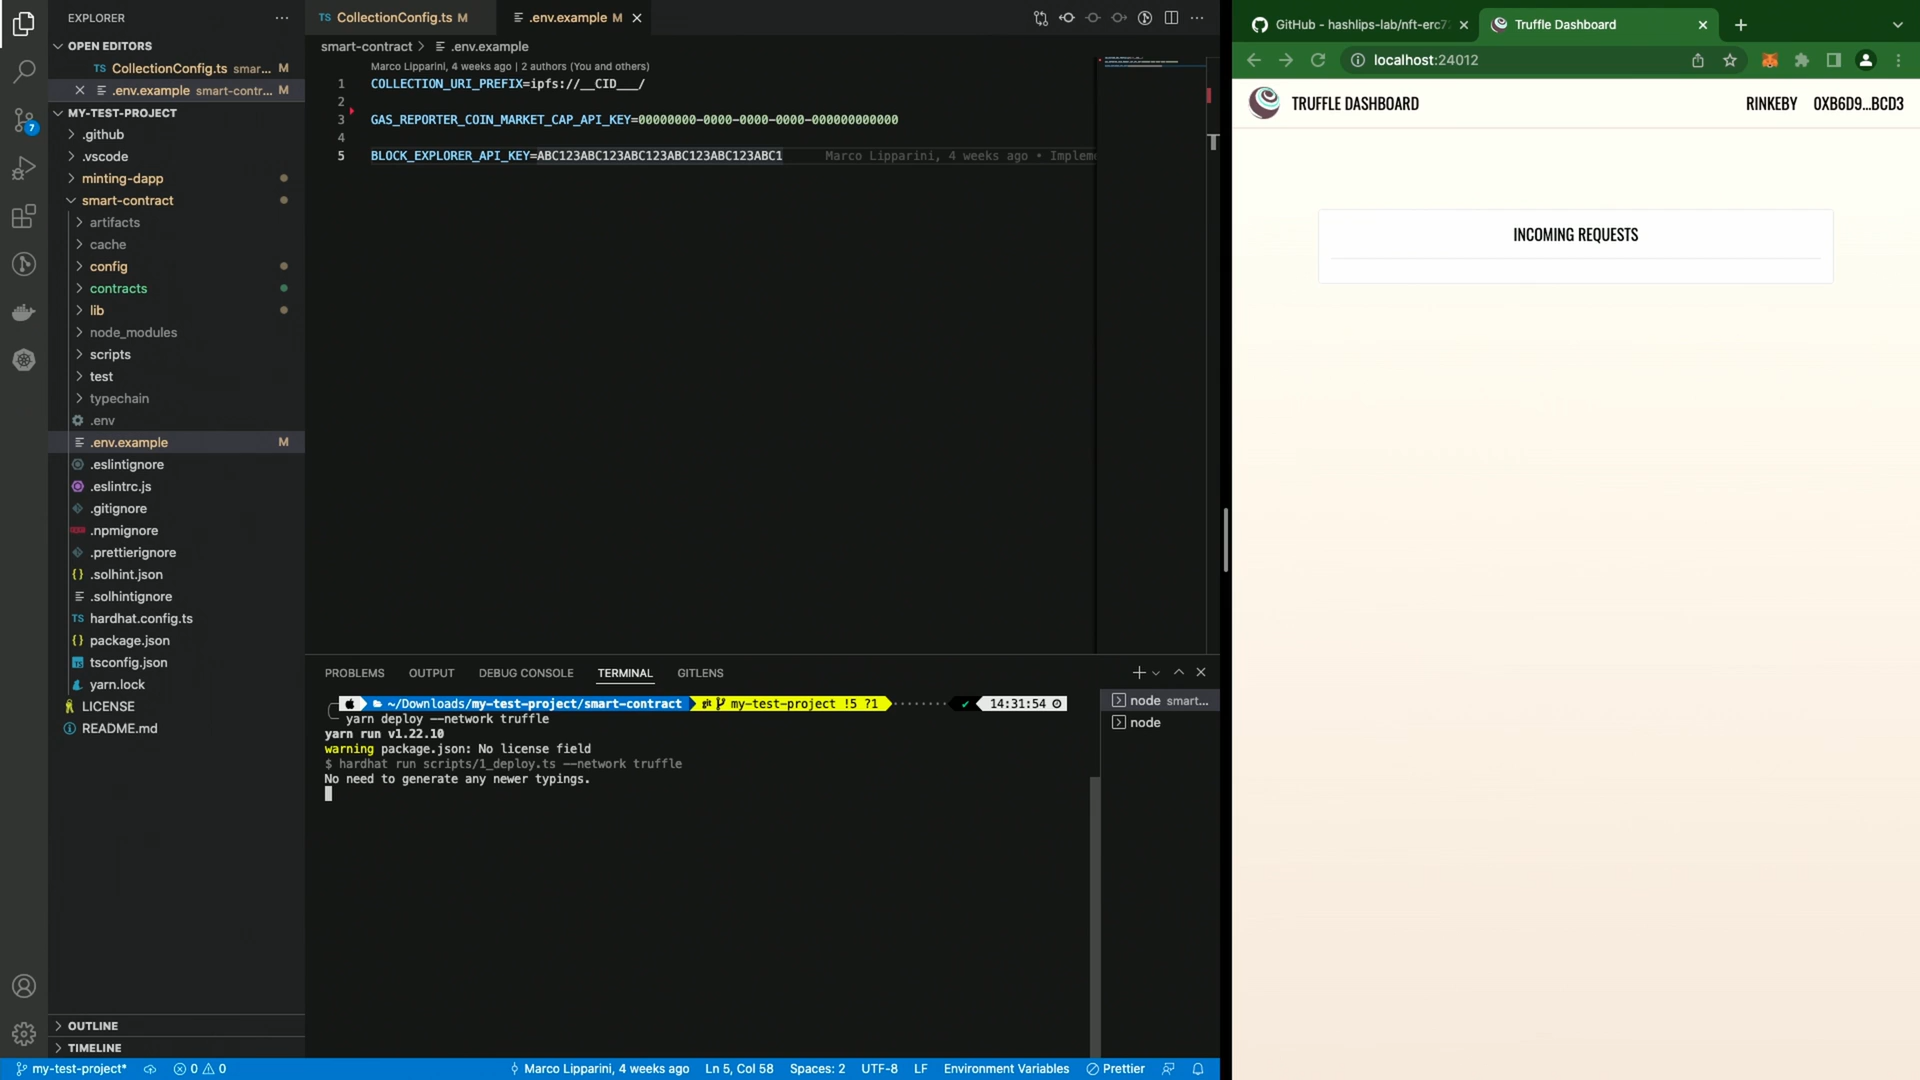 EXPLORER
OPEN EDITORS
CollectionConfig.ts smar... M
.env.example smart-contr... M
MY-TEST-PROJECT
.github
.vscode
minting-dapp
smart-contract
artifacts
cache
config
contracts
lib
node_modules
scripts
test
typechain
.env
.env.example M
.eslintignore
.eslintrc.js
.gitignore
.npmignore
.prettierignore
.solhint.json
.solhintignore
TS hardhat.config.ts
package.json
tsconfig.json
yarn.lock
LICENSE
README.md
OUTLINE
TIMELINE
TS CollectionConfig.ts M
.env.example M
smart-contract > .env.example
Marco Lipparini, 4 weeks ago | 2 authors (You and others)
1 COLLECTION_URI_PREFIX=ipfs://__CID___/
2
3 GAS_REPORTER_COIN_MARKET_CAP_API_KEY=00000000-0000-0000-0000-000000000000
4
5 BLOCK_EXPLORER_API_KEY=ABC123ABC123ABC123ABC123ABC123ABC1 Marco Lipparini, 4 weeks ago • Impleme
PROBLEMS OUTPUT DEBUG CONSOLE TERMINAL GITLENS
~/Downloads/my-test-project/smart-contract my-test-project !5 ?1 14:31:54
yarn deploy --network truffle
yarn run v1.22.10
warning package.json: No license field
$ hardhat run scripts/1_deploy.ts --network truffle
No need to generate any newer typings.
node smart...
node
my-test-project* 0 0 Marco Lipparini, 4 weeks ago Ln 5, Col 58 Spaces: 2 UTF-8 LF Environment Variables Prettier
GitHub - hashlips-lab/nft-erc7
Truffle Dashboard
localhost:24012
TRUFFLE DASHBOARD RINKEBY 0XB6D9...BCD3
INCOMING REQUESTS